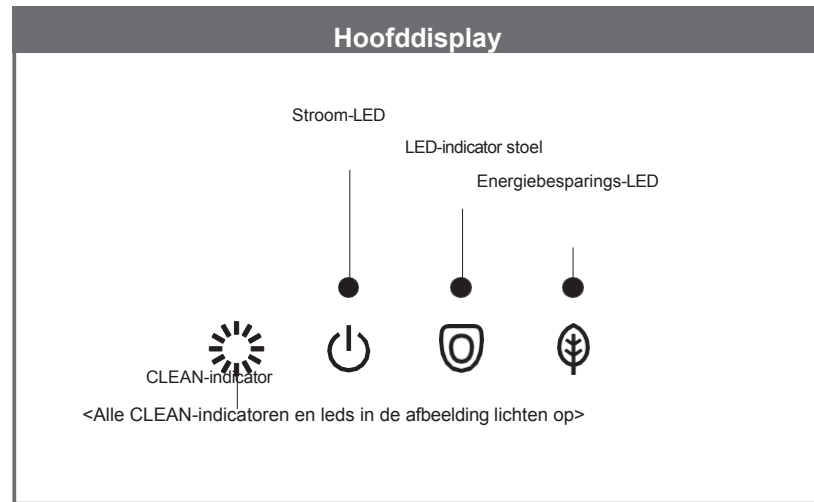 Hoofddisplay
Stroom-LED
LED-indicator stoel
Energiebesparings-LED
CLEAN-indicator
<Alle CLEAN-indicatoren en leds in de afbeelding lichten op>